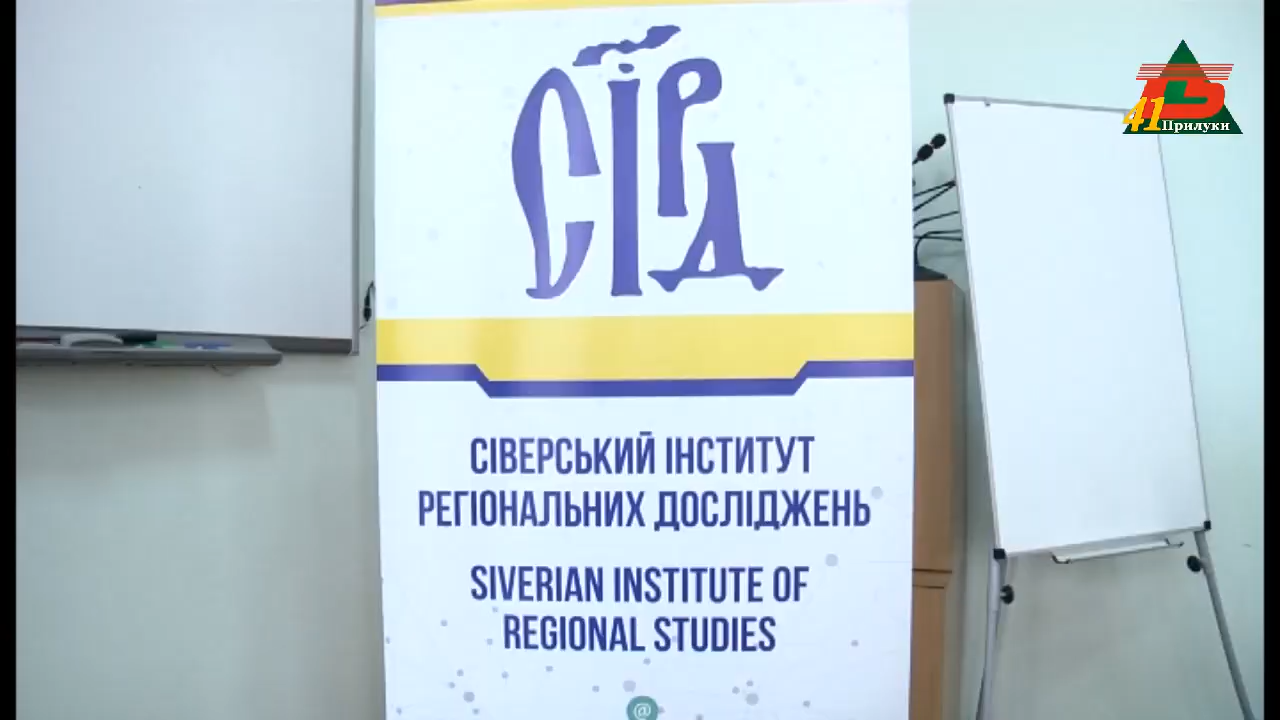 СІРД
41
Прилуки
СІВЕРСЬКИЙ ІНСТИТУТ
РЕГІОНАЛЬНИХ ДОСЛІДЖЕНЬ
SIVERIAN INSTITUTE OF
REGIONAL STUDIES
@